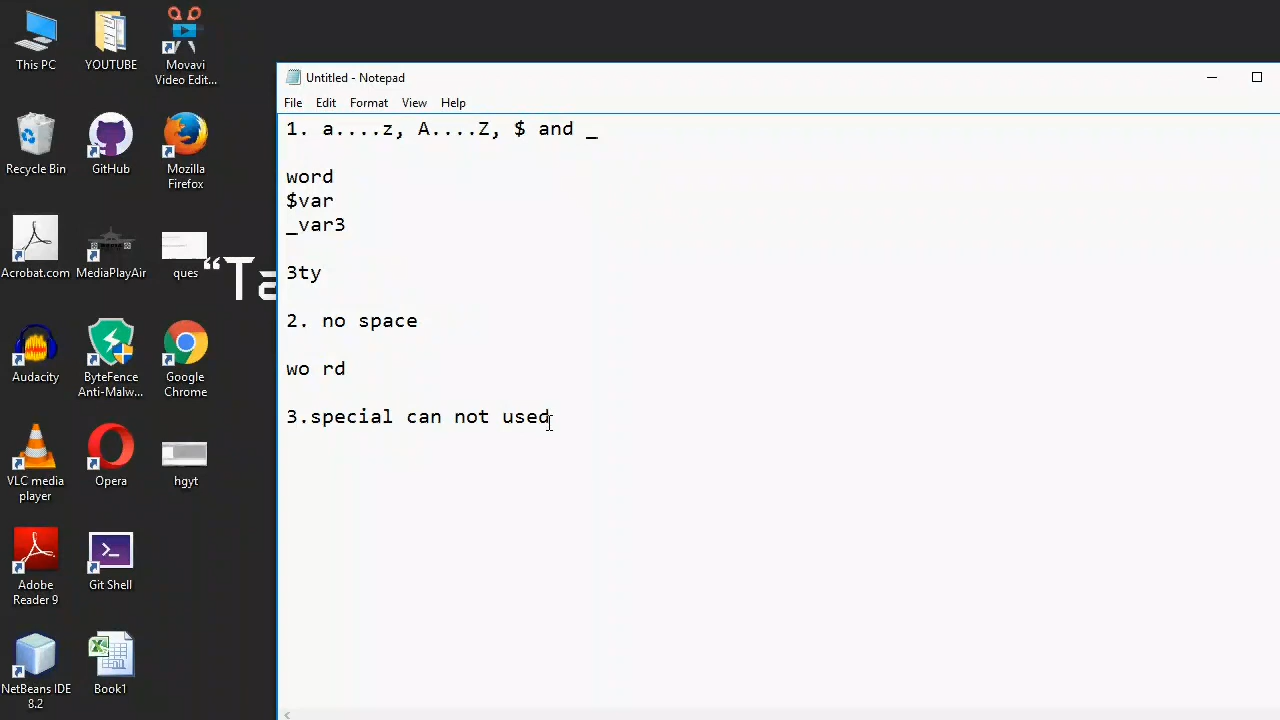 This PC
YOUTUBE
Movavi
Video Edit...
Recycle Bin
GitHub
Mozilla
Firefox
Acrobat.com
MediaPlayAir
ques
“Ta
Audacity
ByteFence
Anti-Malw...
Google
Chrome
VLC media
player
Opera
hgyt
Adobe
Reader 9
Git Shell
NetBeans IDE
8.2
Book1
Untitled - Notepad
File Edit Format View Help
1. a....z, A....Z, $ and _
word
$var
_var3
3ty
2. no space
wo rd
3.special can not used